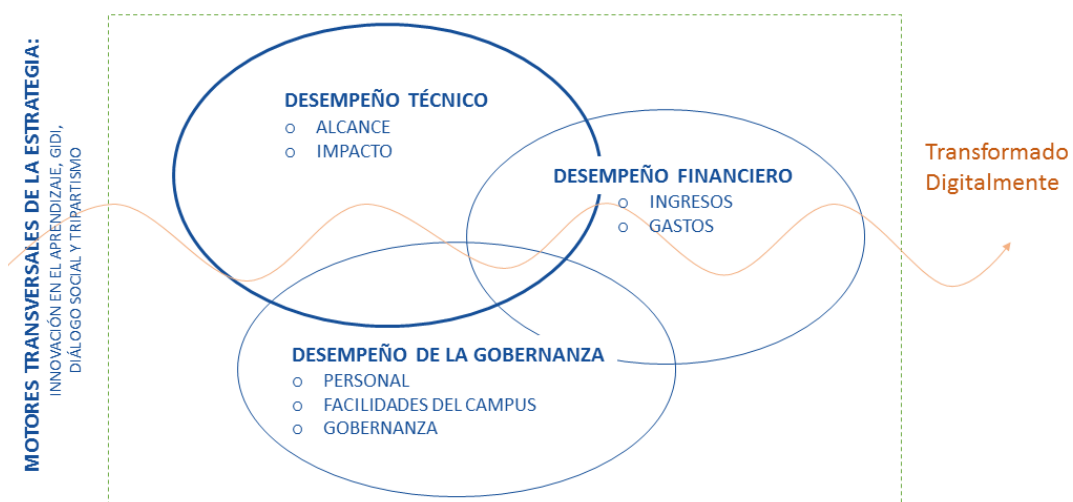 MOTORES TRANSVERSALES DE LA ESTRATEGIA:
INNOVACIÓN EN EL APRENDIZAJE, GIDI,
DIÁLOGO SOCIAL Y TRIPARTISMO
DESEMPEÑO TÉCNICO
o ALCANCE
o IMPACTO
DESEMPEÑO FINANCIERO
o INGRESOS
o GASTOS
DESEMPEÑO DE LA GOBERNANZA
o PERSONAL
o FACILIDADES DEL CAMPUS
o GOBERNANZA
Transformado
Digitalmente